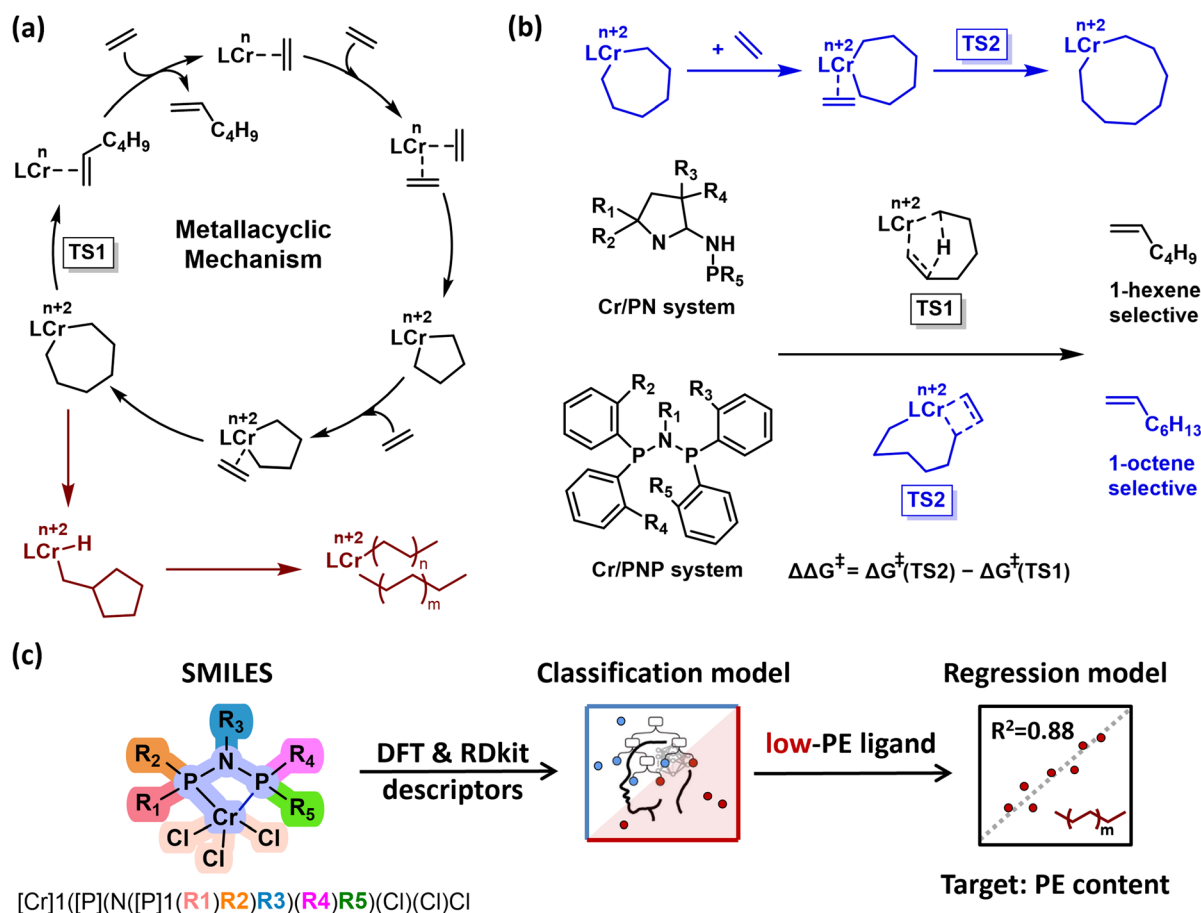 (a)
n
LCr
C4H9
n
LCr
C4H9
n
LCr
TS1
Metallacyclic
Mechanism
n+2
LCr
n+2
LCr
n+2
LCr
n+2
LCr
H
n+2
LCr
n
m
(b)
n+2
LCr
+
n+2
LCr
TS2
n+2
LCr
R1
R2
R3
R4
N
NH
PR5
Cr/PN system
n+2
LCr
H
TS1
C4H9
1-hexene
selective
R2
R1
R3
P
N
P
R5
R4
Cr/PNP system
n+2
LCr
TS2
C6H13
1-octene
selective
ΔΔG‡ = ΔG‡(TS2) − ΔG‡(TS1)
(c)
SMILES
R3
R2
N
R4
P
P
R1
Cr
R5
Cl
Cl
Cl
[Cr]1([P](N([P]1(R1)R2)R3)(R4)R5)(Cl)(Cl)Cl
DFT & RDkit
descriptors
Classification model
low-PE ligand
Regression model
R²=0.88
m
Target: PE content